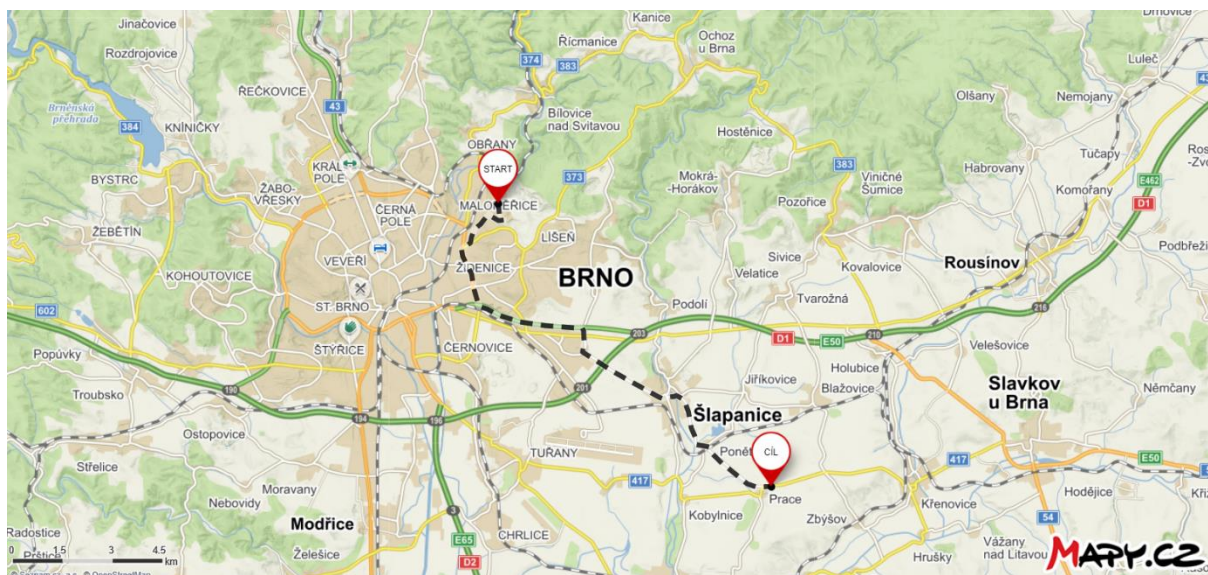 Jinačovice
Rozdrojovice
Kanice
Řícmanice
Ochoz
u Brna
Drnovice
Luleč
43
ŘEČKOVICE
374
383
Brněnská
přehrada
384
KNÍNIČKY
Bílovice
nad Svitavou
Olšany
Nemojany
Hostěnice
OBŘANY
START
KRÁL.
POLE
BYSTRC
373
Mokrá-
-Horákov
383
Viničné
Šumice
Habrovany
Tučapy
ŽABO-
VŘESKY
ČERNÁ
POLE
Pozořice
Komořany
E462
D1
ŽEBĚTÍN
LÍŠEŇ
VEVEŘÍ
ŽIDENICE
BRNO
Sivice
Kovalovice
Rousínov
KOHOUTOVICE
Velatice
Tvarožná
602
ST. BRNO
Podolí
216
ŠTÝŘICE
ČERNOVICE
203
D1
E50
210
Velešovice
Popůvky
190
201
Holubice
Troubsko
Jiříkovice
Blažovice
Slavkov
u Brna
Němčany
194
196
Šlapanice
Ostopovice
CÍL
TUŘANY
417
417
E50
Střelice
Moravany
Nebovidy
Prace
Křenovice
Hodějice
Kobylnice
Zbýšov
Modřice
3
CHRLICE
54
Radostice
Želešice
E65
D2
Hrušky
Vážany
nad Litavou
0 1.5 3 4.5
km
MAPY.CZ